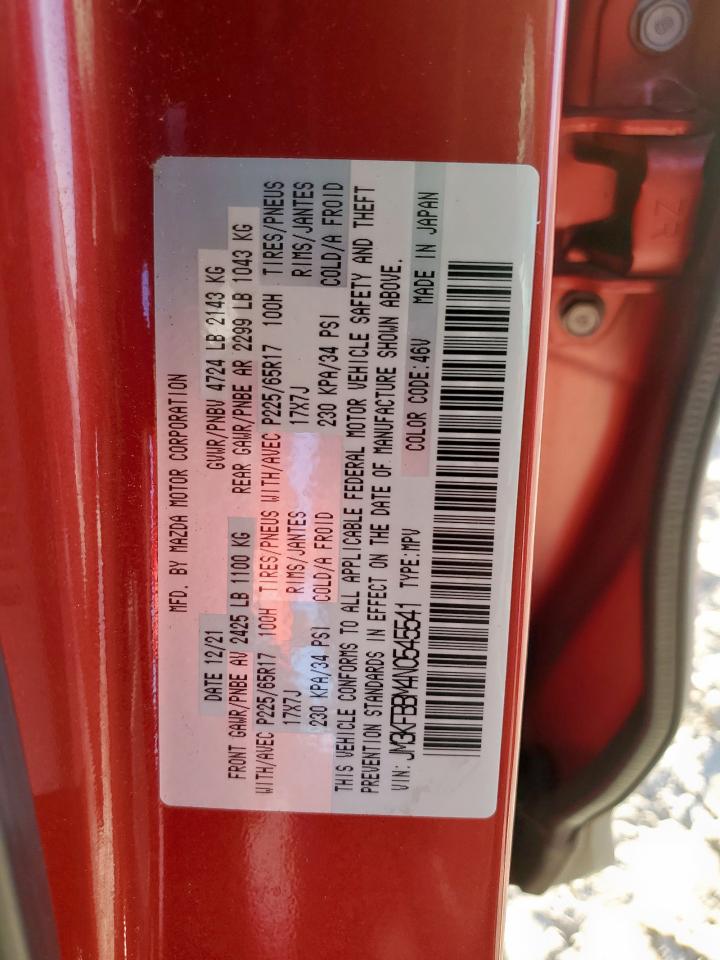 MFD. BY MAZDA MOTOR CORPORATION
DATE 12/21 GVWR/PNBV 4724 LB 2143 KG
FRONT GAWR/PNBE AV 2425 LB 1100 KG REAR GAWR/PNBE AR 2299 LB 1043 KG
WITH/AVEC P225/65R17 100H TIRES/PNEUS WITH/AVEC P225/65R17 100H TIRES/PNEUS
17X7J RIMS/JANTES 17X7J RIMS/JANTES
230 KPA/34 PSI COLD/A FROID 230 KPA/34 PSI COLD/A FROID
THIS VEHICLE CONFORMS TO ALL APPLICABLE FEDERAL MOTOR VEHICLE SAFETY AND THEFT
PREVENTION STANDARDS IN EFFECT ON THE DATE OF MANUFACTURE SHOWN ABOVE.
VIN: JM3KFBBM4N0545541 TYPE:MPV COLOR CODE:46V MADE IN JAPAN